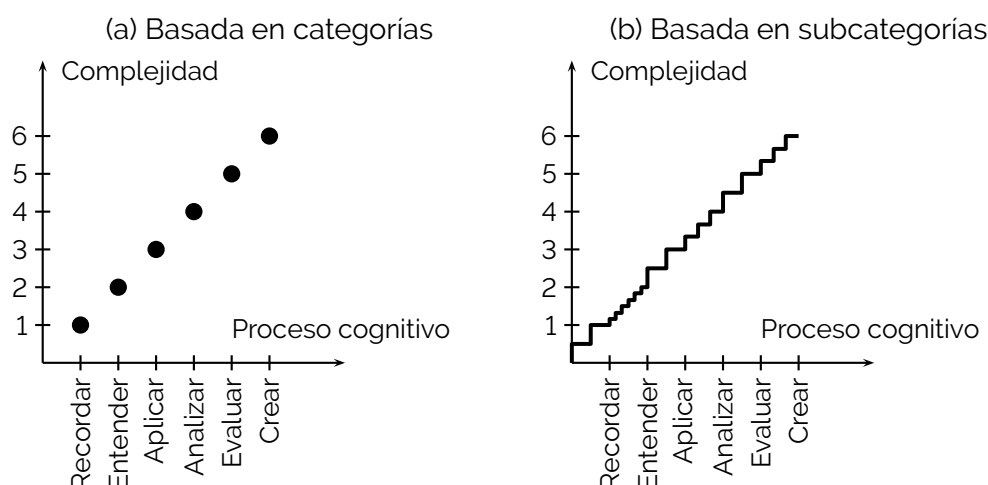 (a) Basada en categorías
Complejidad
6
5
4
3
2
1
Proceso cognitivo
Recordar
Entender
Aplicar
Analizar
Evaluar
Crear
(b) Basada en subcategorías
Complejidad
6
5
4
3
2
1
Proceso cognitivo
Recordar
Entender
Aplicar
Analizar
Evaluar
Crear